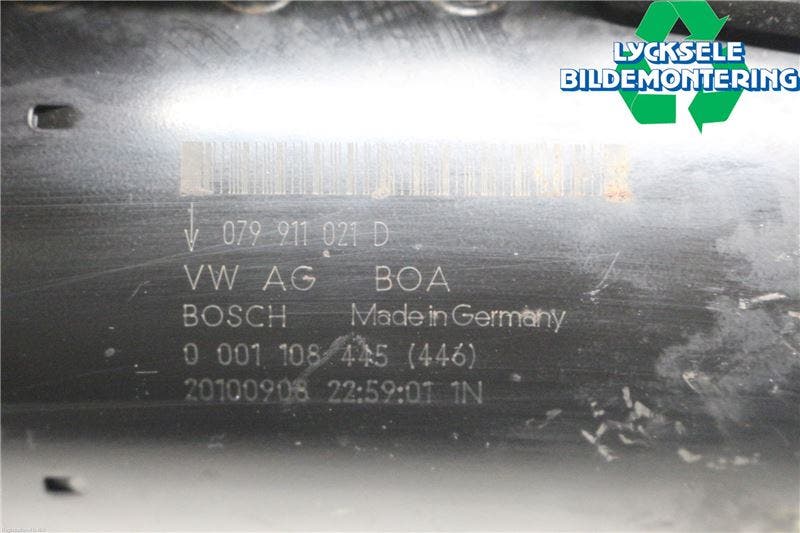 LYCKSELE
BILDEMONTERING
079 911 021 D
VW AG BOA
BOSCH Made in Germany
0 001 108 445 (446)
20100908 22:59:01 1N